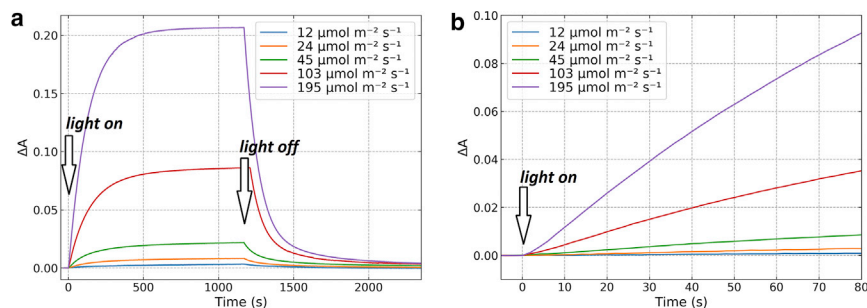 a
12 μmol m⁻² s⁻¹
24 μmol m⁻² s⁻¹
45 μmol m⁻² s⁻¹
103 μmol m⁻² s⁻¹
195 μmol m⁻² s⁻¹
light on
light off
ΔA
0.20
0.15
0.10
0.05
0.00
0 500 1000 1500 2000
Time (s)
b
12 μmol m⁻² s⁻¹
24 μmol m⁻² s⁻¹
45 μmol m⁻² s⁻¹
103 μmol m⁻² s⁻¹
195 μmol m⁻² s⁻¹
light on
ΔA
0.10
0.08
0.06
0.04
0.02
0.00
0 10 20 30 40 50 60 70 80
Time (s)